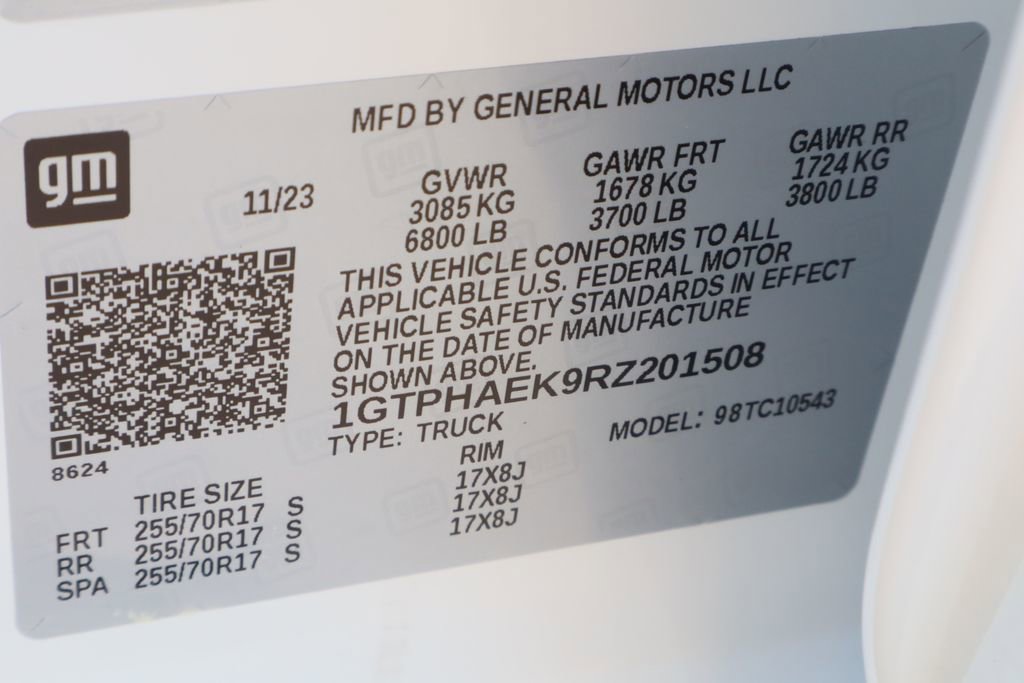 gm
MFD BY GENERAL MOTORS LLC
11/23
GVWR GAWR FRT GAWR RR
3085 KG 1678 KG 1724 KG
6800 LB 3700 LB 3800 LB
THIS VEHICLE CONFORMS TO ALL
APPLICABLE U.S. FEDERAL MOTOR
VEHICLE SAFETY STANDARDS IN EFFECT
ON THE DATE OF MANUFACTURE
SHOWN ABOVE.
1GTPHAEK9RZ201508
TYPE: TRUCK MODEL: 98TC10543
8624
TIRE SIZE RIM
FRT 255/70R17 S 17X8J
RR 255/70R17 S 17X8J
SPA 255/70R17 S 17X8J